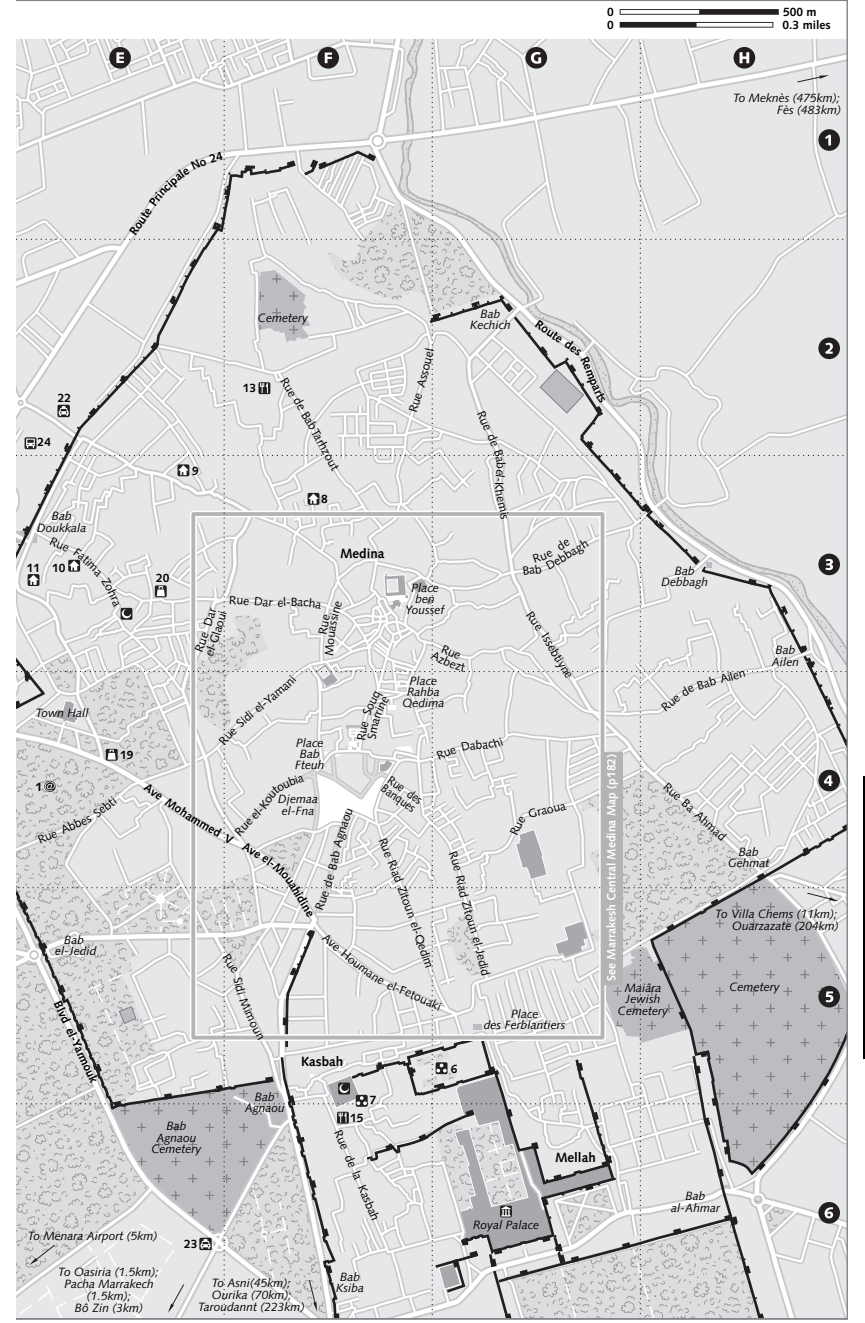 0 500 m
0 0.3 miles
E
F
G
H
To Meknès (475km);
Fès (483km)
1
Route Principale No 24
Cemetery
Bab
Kechich
Route des Remparts
2
Rue Assouel
13
Rue de Bab Tarhzout
22
24
Rue de Bab el-Khemis
9
8
Bab
Doukkala
Rue Fatima Zohra
11
10
20
Medina
Rue de
Bab Debbagh
3
Bab
Debbagh
Place
ben
Youssef
Rue Dar el-Bacha
Rue Dar
el-Glaoui
Rue
Mouassine
Rue Issebtiyne
Rue
Azbezt
Bab
Ailen
Rue de Bab Ailen
Place
Rahba
Qedima
Rue Souq
Smarrine
Rue Sidi el-Yamani
Town Hall
19
Place
Bab
Fteuh
Rue Dabachi
1 @
Ave Mohammed V
Rue el-Koutoubia
Djemaa
el-Fna
Rue des
Banques
4
Rue Abbes Sebti
Rue Graoua
Rue Ba Ahmad
See Marrakesh Central Medina Map (p182)
Ave el-Mouahidine
Rue de Bab Agnaou
Rue Riad Zitoun el-Qedim
Rue Riad Zitoun el-Jedid
Bab
Gehmat
To Villa Chems (11km);
Ouarzazate (204km)
Bab
el-Jedid
Rue Sidi Mimoun
Ave Houmane el-Fetouaki
Blvd el-Yarmouk
Place
des Ferblantiers
Maiâra
Jewish
Cemetery
Cemetery
5
Kasbah
6
7
15
Bab
Agnaou
Bab
Agnaou
Cemetery
Rue de la Kasbah
Mellah
Royal Palace
Bab
al-Ahmar
6
23
To Menara Airport (5km)
To Oasiria (1.5km);
Pacha Marrakech
(1.5km);
Bô Zin (3km)
To Asni(45km);
Ourika (70km);
Taroudannt (223km)
Bab
Ksiba